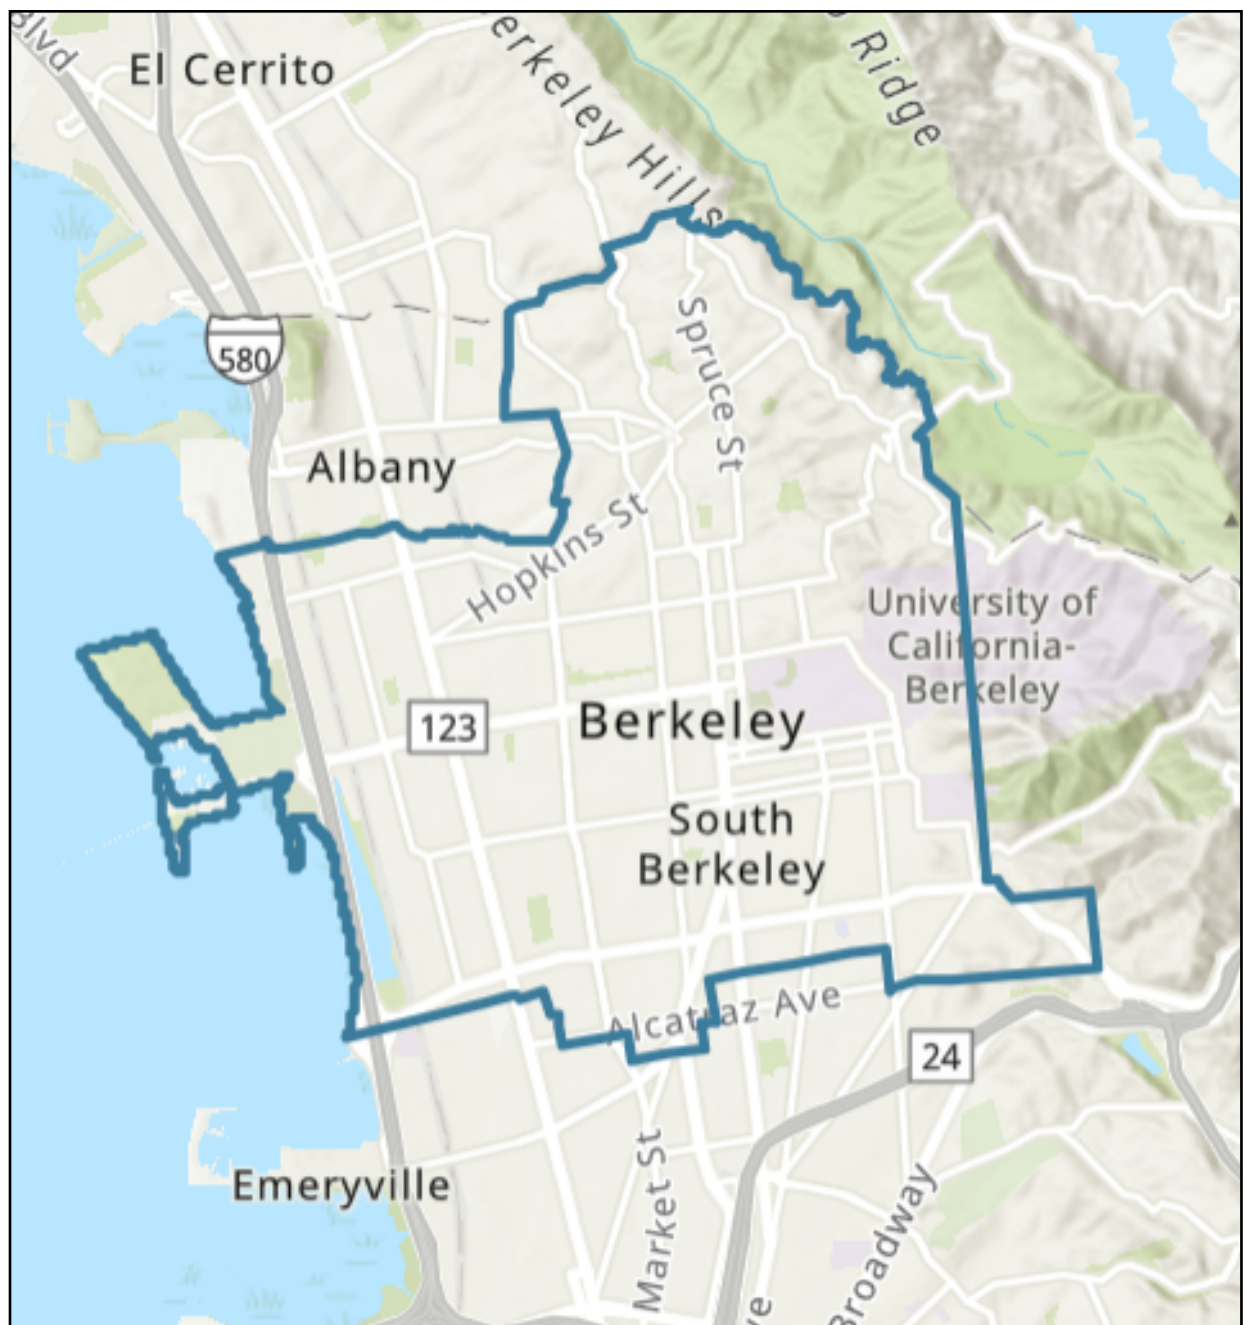 Blvd
El Cerrito
erkeley Hills
Ridge
580
Spruce St
Albany
Hopkins St
University of
California-
Berkeley
123
Berkeley
South
Berkeley
Alcatraz Ave
24
Emeryville
Market St
Broadway
ve